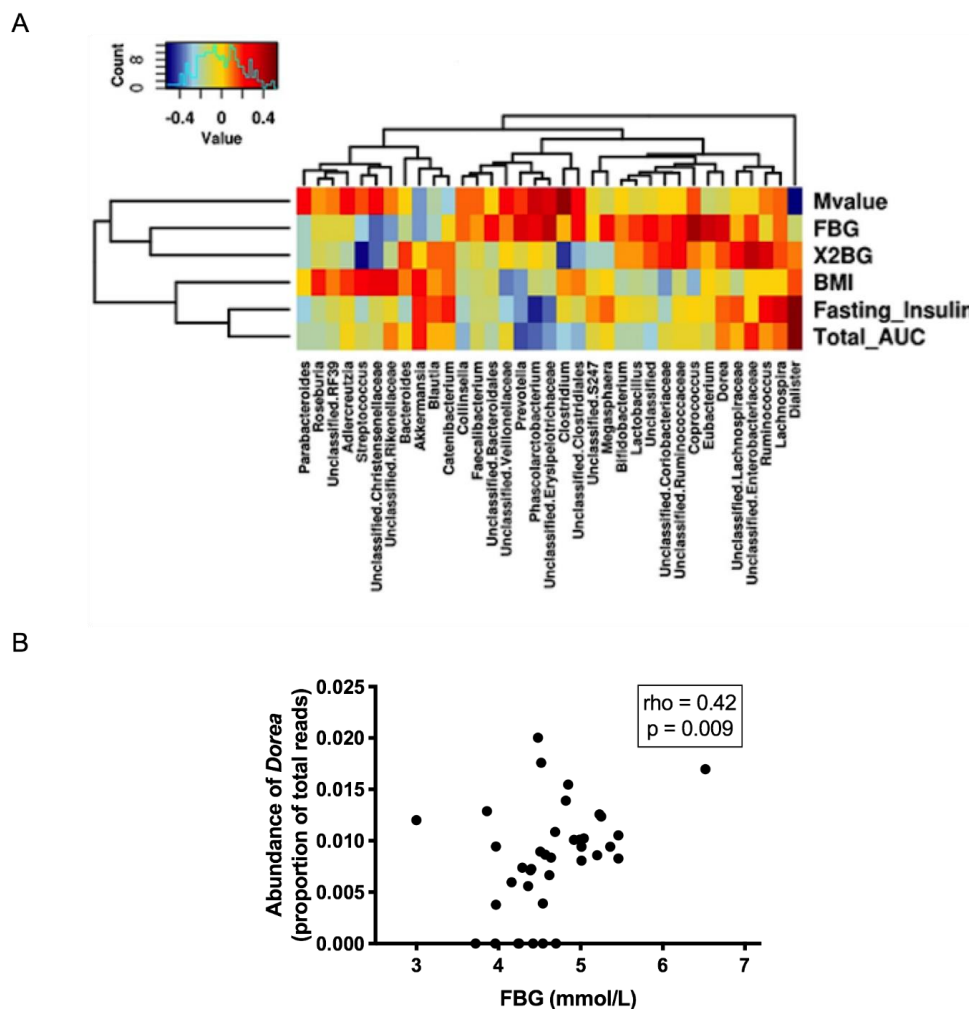 A
Count
0 8
-0.4 0 0.4
Value
Mvalue
FBG
X2BG
BMI
Fasting_Insulin
Total_AUC
Parabacteroides
Roseburia
Unclassified.RF39
Adlercreutzia
Streptococcus
Unclassified.Christensenellaceae
Unclassified.Rikenellaceae
Bacteroides
Akkermansia
Blautia
Catenibacterium
Collinsella
Faecalibacterium
Unclassified.Bacteroidales
Unclassified.Veillonellaceae
Prevotella
Phascolarctobacterium
Unclassified.Erysipelotrichaceae
Clostridium
Unclassified.Clostridiales
Unclassified.S247
Megasphaera
Bifidobacterium
Lactobacillus
Unclassified
Unclassified.Coriobacteriaceae
Unclassified.Ruminococcaceae
Coprococcus
Eubacterium
Dorea
Unclassified.Lachnospiraceae
Unclassified.Enterobacteriaceae
Ruminococcus
Lachnospira
Dialister
B
Abundance of Dorea
(proportion of total reads)
0.025
0.020
0.015
0.010
0.005
0.000
rho = 0.42
p = 0.009
3 4 5 6 7
FBG (mmol/L)